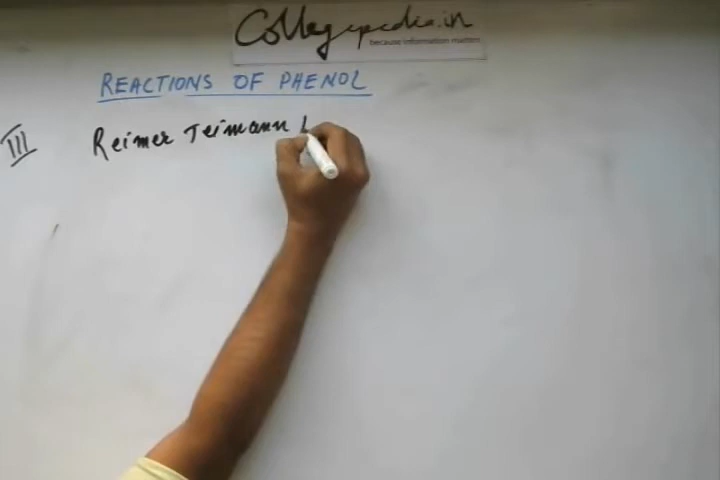 Collegepedia.in
because information matters
REACTIONS OF PHENOL
III Reimer Teimann